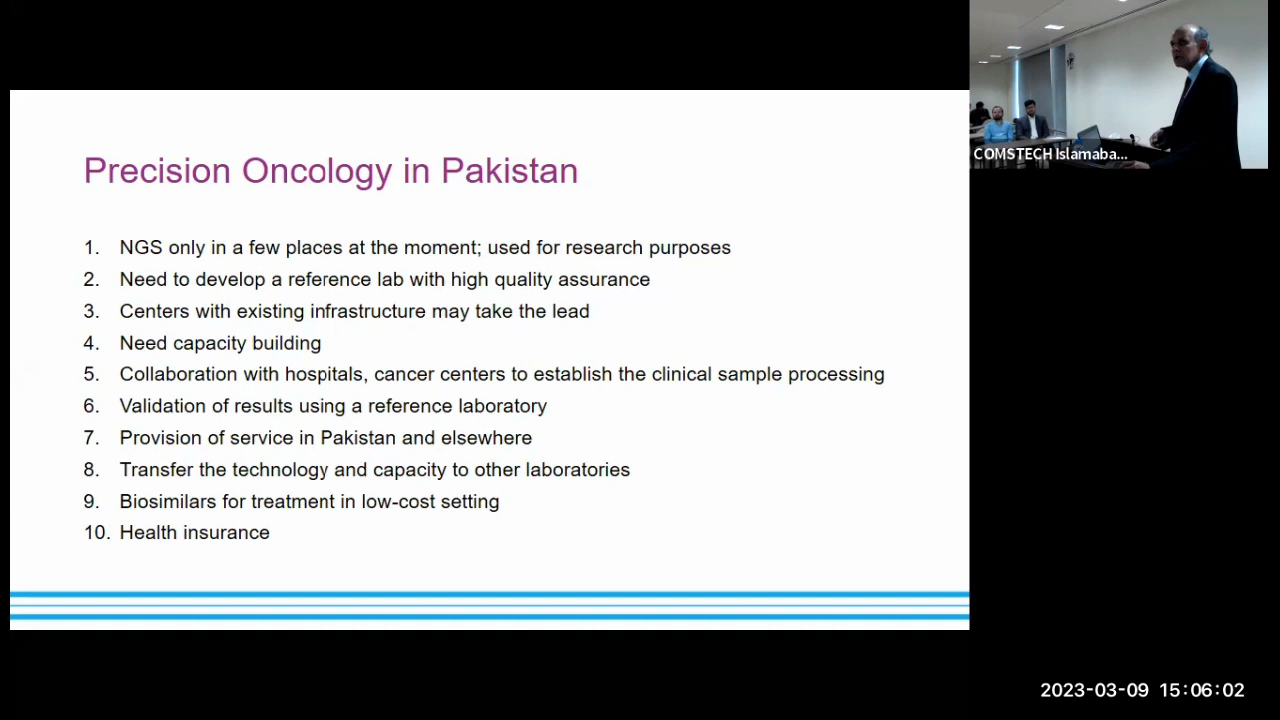 Precision Oncology in Pakistan
1. NGS only in a few places at the moment; used for research purposes
2. Need to develop a reference lab with high quality assurance
3. Centers with existing infrastructure may take the lead
4. Need capacity building
5. Collaboration with hospitals, cancer centers to establish the clinical sample processing
6. Validation of results using a reference laboratory
7. Provision of service in Pakistan and elsewhere
8. Transfer the technology and capacity to other laboratories
9. Biosimilars for treatment in low-cost setting
10. Health insurance
COMSTECH Islamaba...
2023-03-09 15:06:02